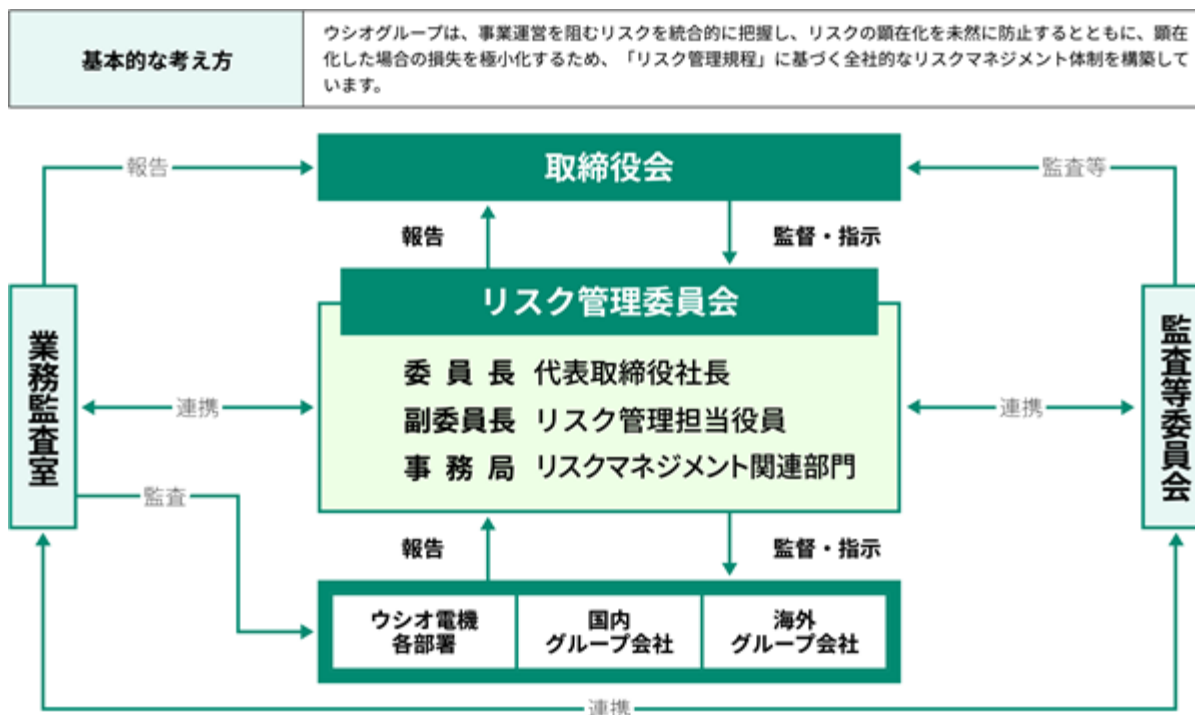 基本的な考え方
ウシオグループは、事業運営を阻むリスクを統合的に把握し、リスクの顕在化を未然に防止するとともに、顕在
化した場合の損失を極小化するため、「リスク管理規程」に基づく全社的なリスクマネジメント体制を構築して
います。
報告
取締役会
監査等
報告
監督・指示
リスク管理委員会
委員長 代表取締役社長
副委員長 リスク管理担当役員
事務局 リスクマネジメント関連部門
業務監査室
連携
連携
監査等委員会
監査
報告
監督・指示
ウシオ電機
各部署
国内
グループ会社
海外
グループ会社
連携